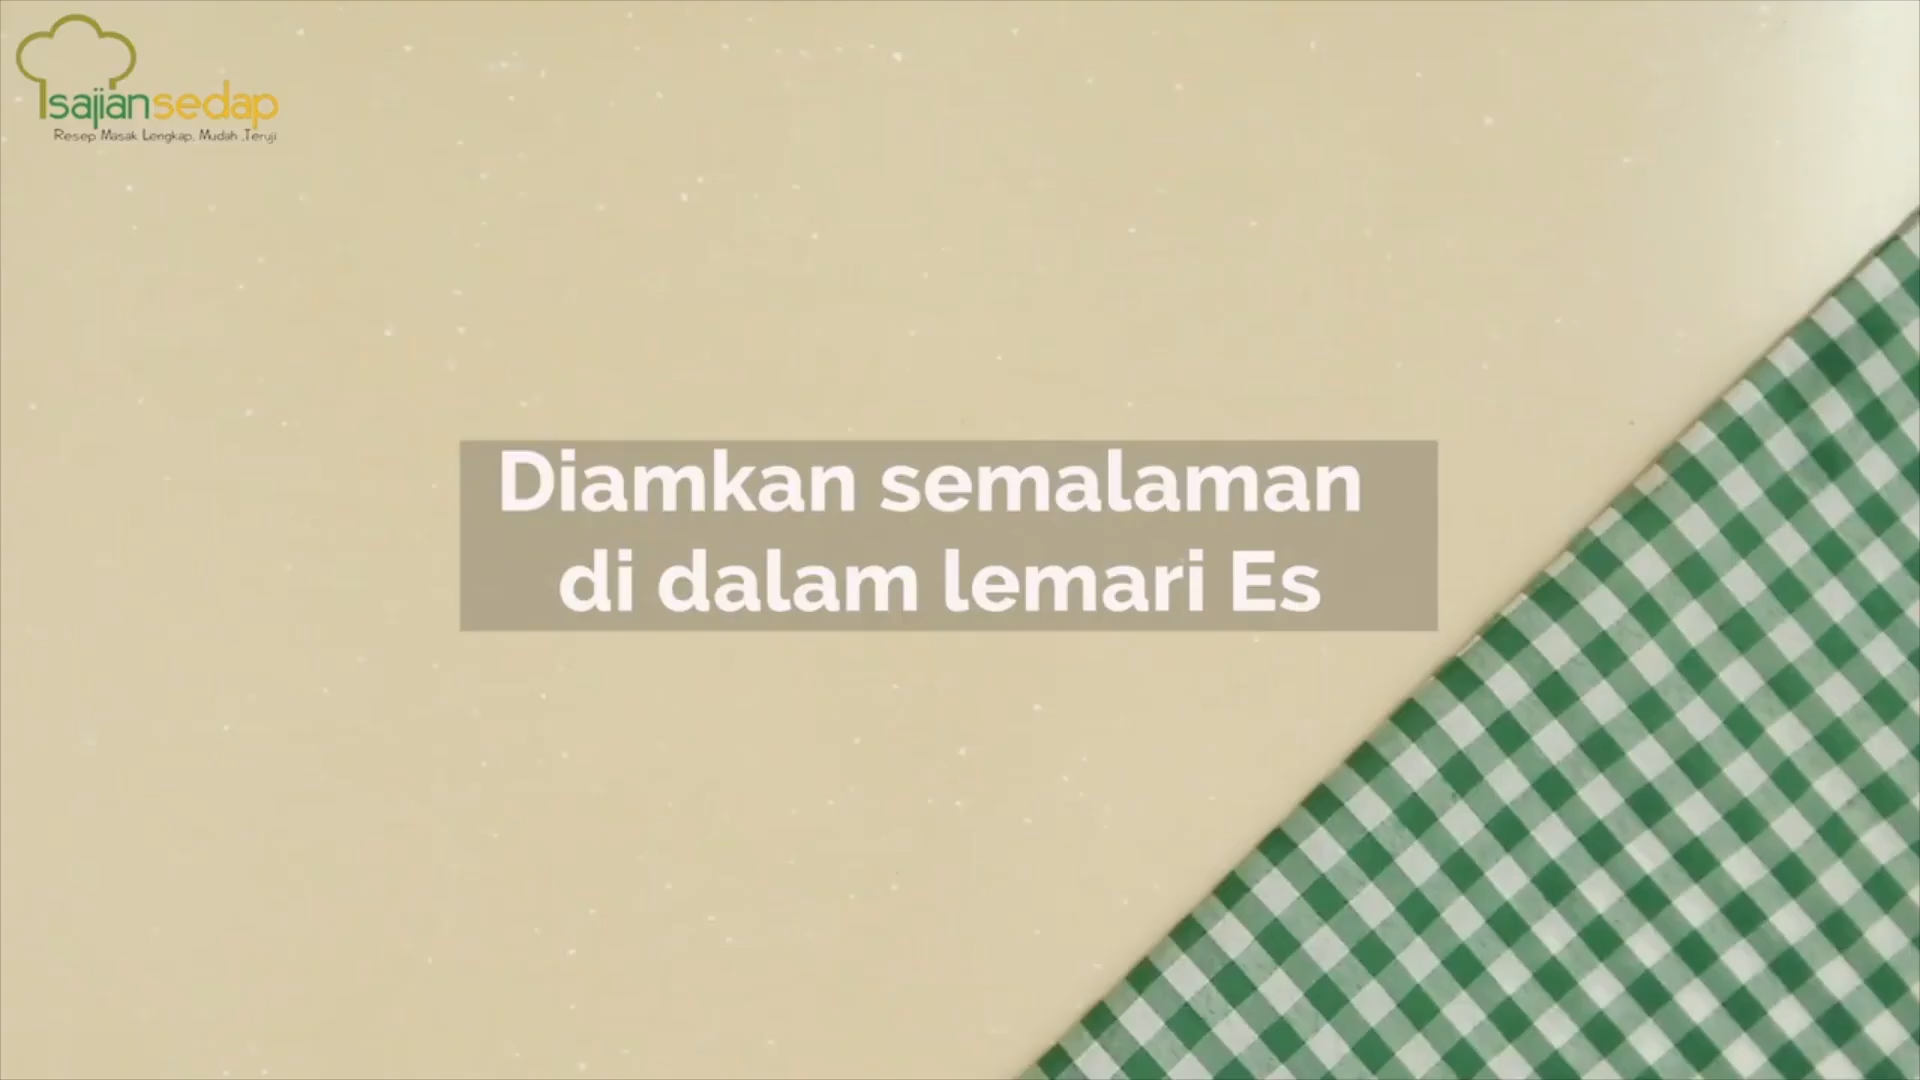 sajiansedap
Resep Masak Lengkap, Mudah ,Teruji
Diamkan semalaman
di dalam lemari Es